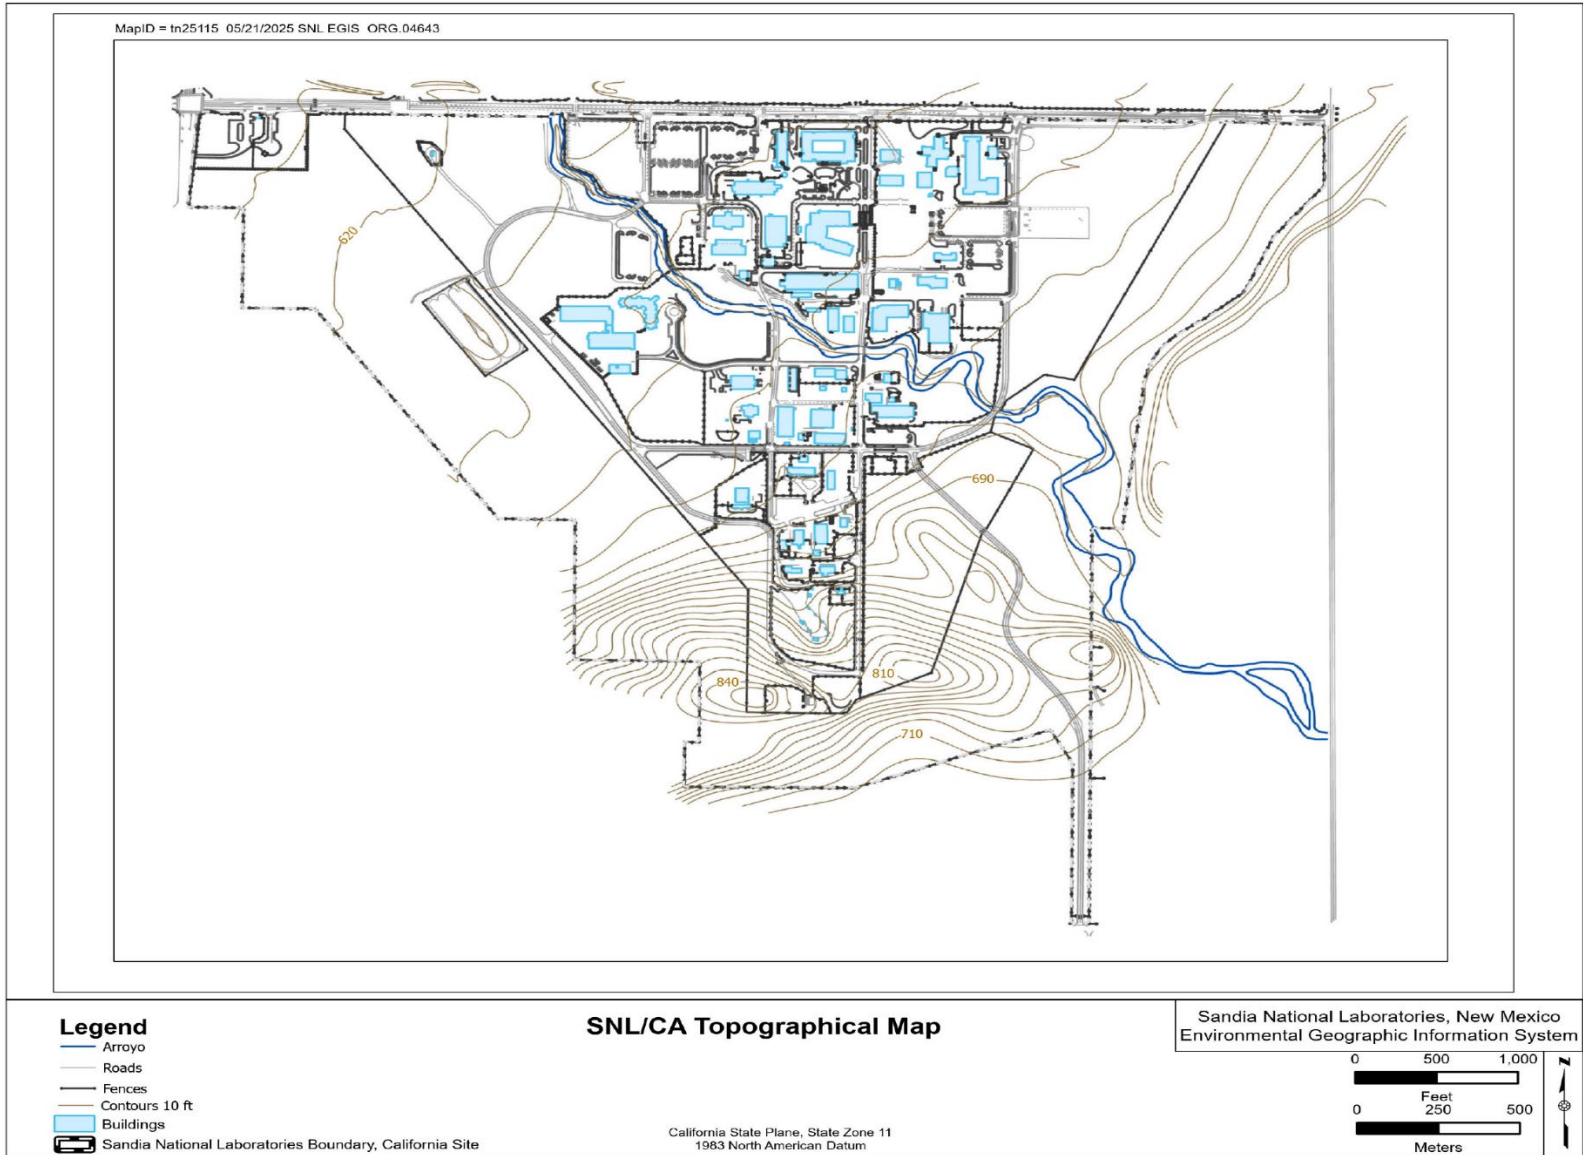 MapID = tn25115 05/21/2025 SNL EGIS ORG.04643
620
690
840
810
710
Legend
Arroyo
Roads
Fences
Contours 10 ft
Buildings
Sandia National Laboratories Boundary, California Site
SNL/CA Topographical Map
California State Plane, State Zone 11
1983 North American Datum
Sandia National Laboratories, New Mexico
Environmental Geographic Information System
0 500 1,000
Feet
0 250 500
Meters
N